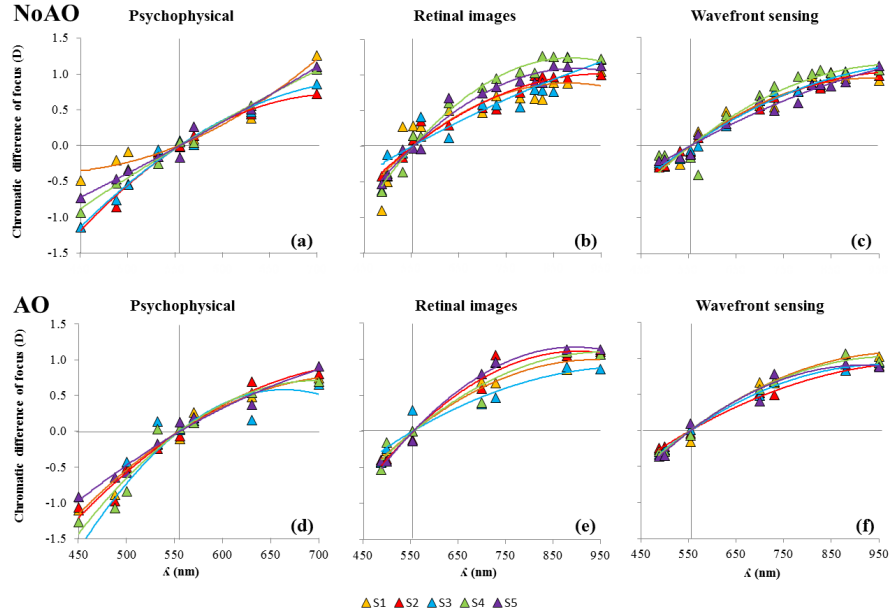 NoAO
Psychophysical
Retinal images
Wavefront sensing
Chromatic difference of focus (D)
1.5
1.0
0.5
0.0
-0.5
-1.0
-1.5
(a)
(b)
(c)
AO
Psychophysical
Retinal images
Wavefront sensing
Chromatic difference of focus (D)
1.5
1.0
0.5
0.0
-0.5
-1.0
-1.5
(d)
(e)
(f)
450 500 550 600 650 700
450 550 650 750 850 950
450 550 650 750 850 950
ʎ (nm)
ʎ (nm)
ʎ (nm)
S1 S2 S3 S4 S5